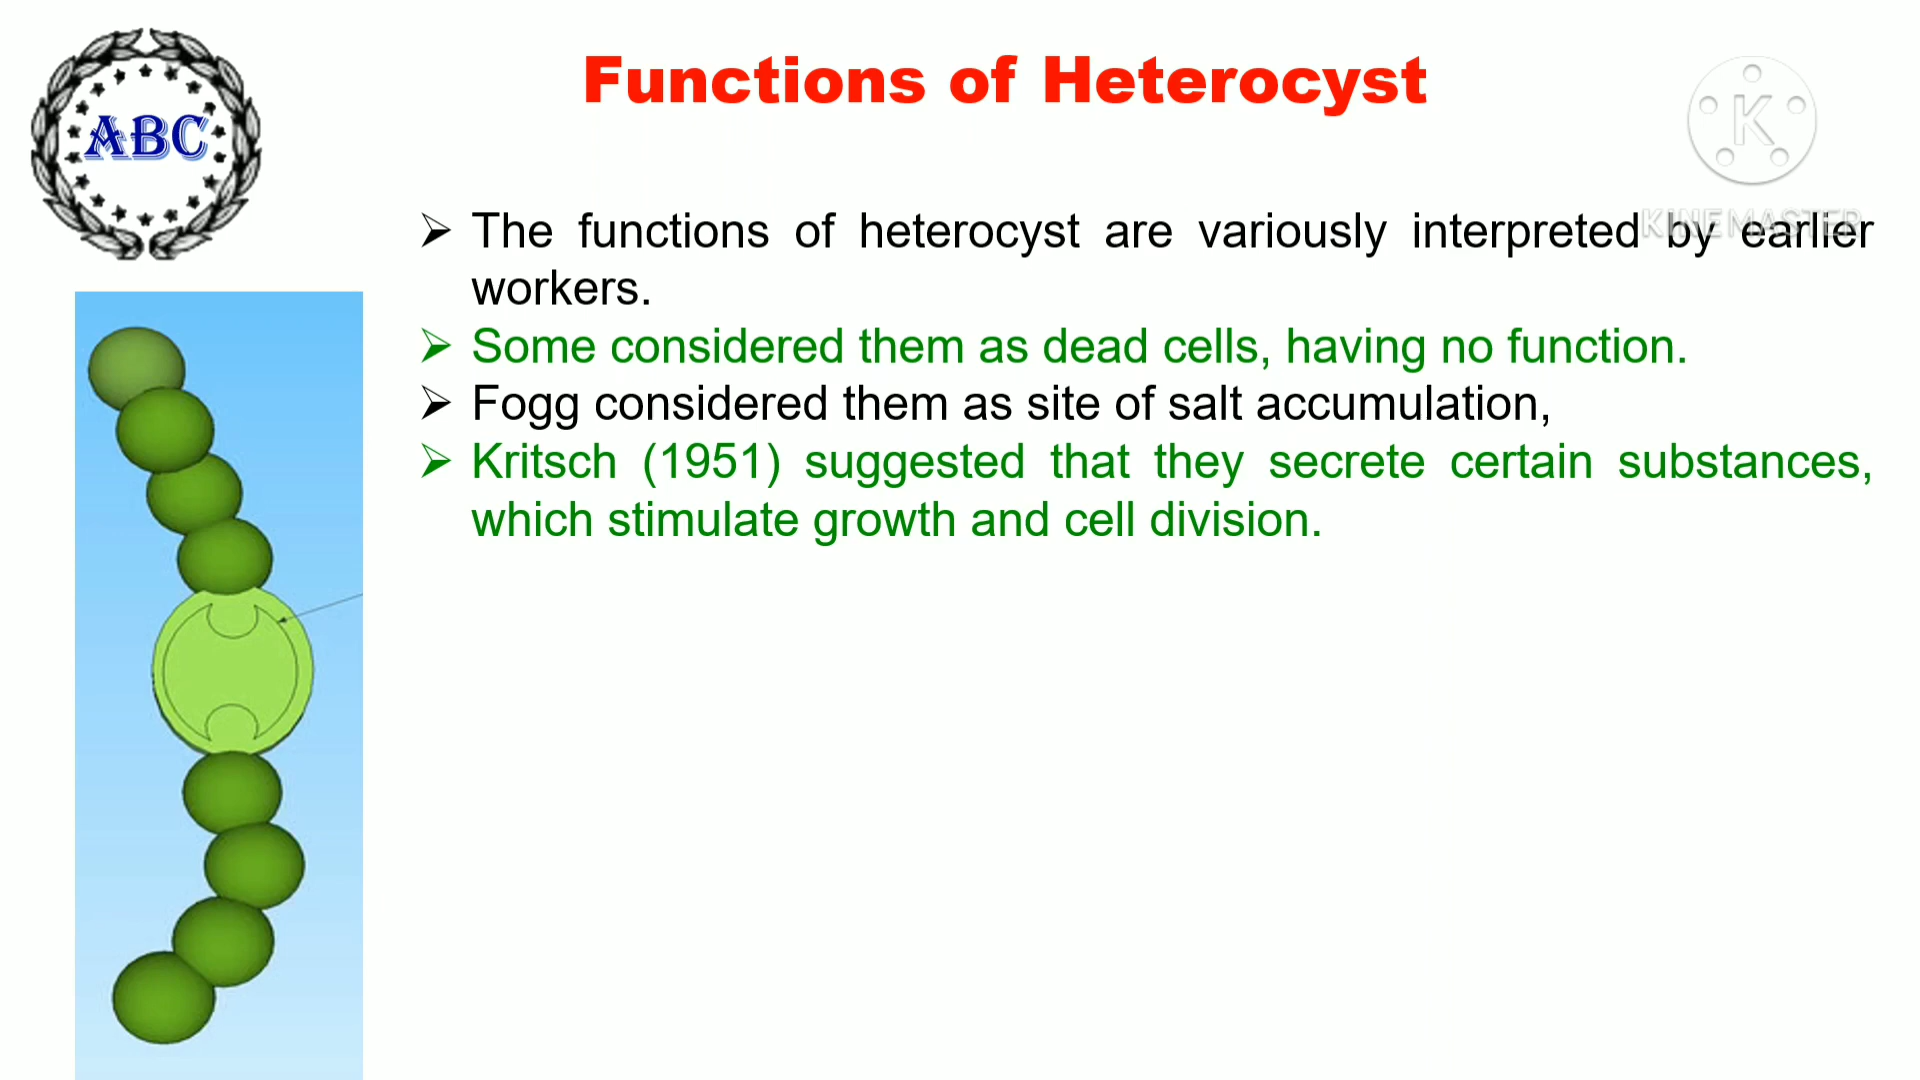 ABC
Functions of Heterocyst
K
KINEMASTER
➢ The functions of heterocyst are variously interpreted by earlier
workers.
➢ Some considered them as dead cells, having no function.
➢ Fogg considered them as site of salt accumulation,
➢ Kritsch (1951) suggested that they secrete certain substances,
which stimulate growth and cell division.